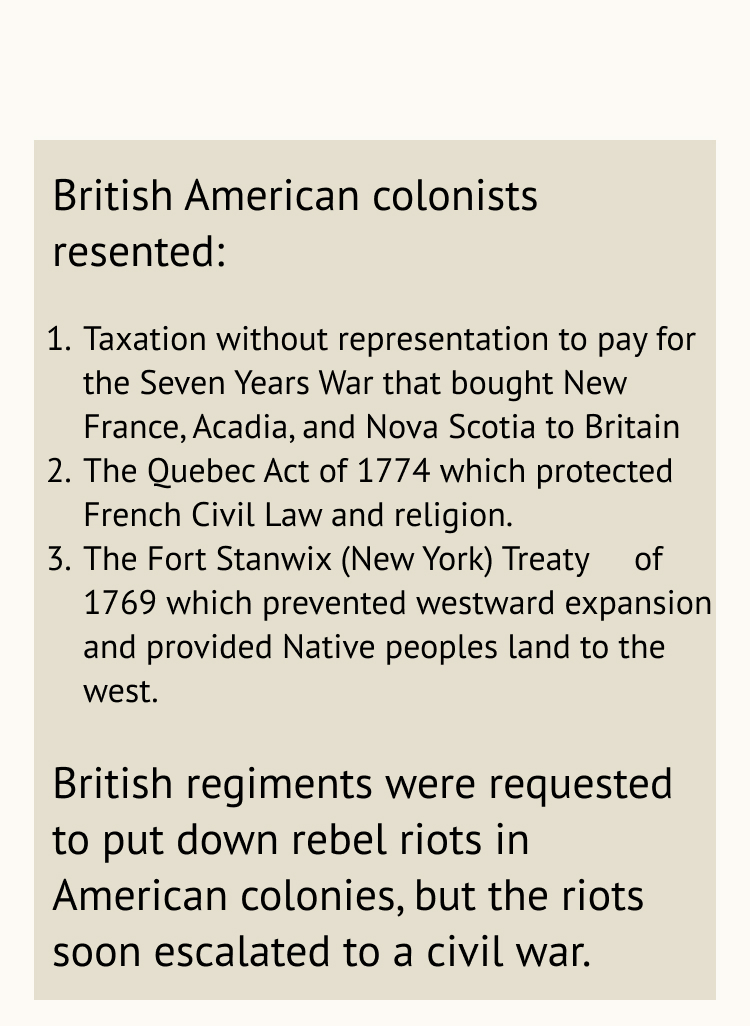 British American colonists
resented:
1. Taxation without representation to pay for
the Seven Years War that bought New
France, Acadia, and Nova Scotia to Britain
2. The Quebec Act of 1774 which protected
French Civil Law and religion.
3. The Fort Stanwix (New York) Treaty of
1769 which prevented westward expansion
and provided Native peoples land to the
west.
British regiments were requested
to put down rebel riots in
American colonies, but the riots
soon escalated to a civil war.